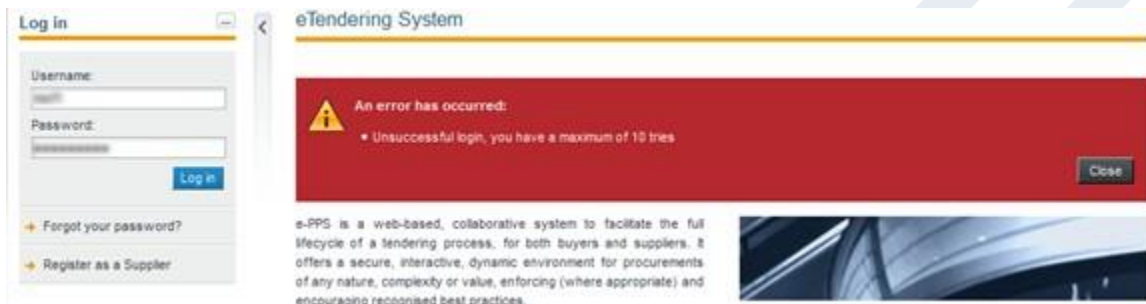 Log in
eTendering System
Username:
Password:
Log in
Forgot your password?
Register as a Supplier
An error has occurred:
Unsuccessful login, you have a maximum of 10 tries
Close
e-PPS is a web-based, collaborative system to facilitate the full
lifecycle of a tendering process, for both buyers and suppliers. It
offers a secure, interactive, dynamic environment for procurements
of any nature, complexity or value, enforcing (where appropriate) and
encouraging recognised best practices.